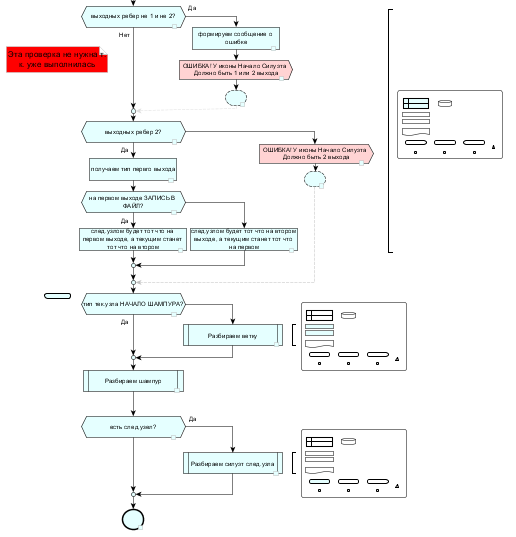 Да
выходных ребер не 1 и не 2?
Нет
формируем сообщение о
ошибке
Эта проверка не нужна т.
к. уже выполнилась
ОШИБКА! У иконы Начало Силуэта
Должно быть 1 или 2 выхода
выходных ребер 2?
Да
ОШИБКА! У иконы Начало Силуэта
Должно быть 2 выхода
получаем тип перего выхода
на первом выходе ЗАПИСЬ В
ФАЙЛ?
Да
след.узлом будет тот что на
первом выходе, а текущим станет
тот что на втором
след.узлом будет тот что на втором
выходе, а текущим станет тот что
на первом
тип тек.узла НАЧАЛО ШАМПУРА?
Да
Разбираем ветку
Разбираем шампур
Да
есть след.узел?
Разбираем силуэт след.узла